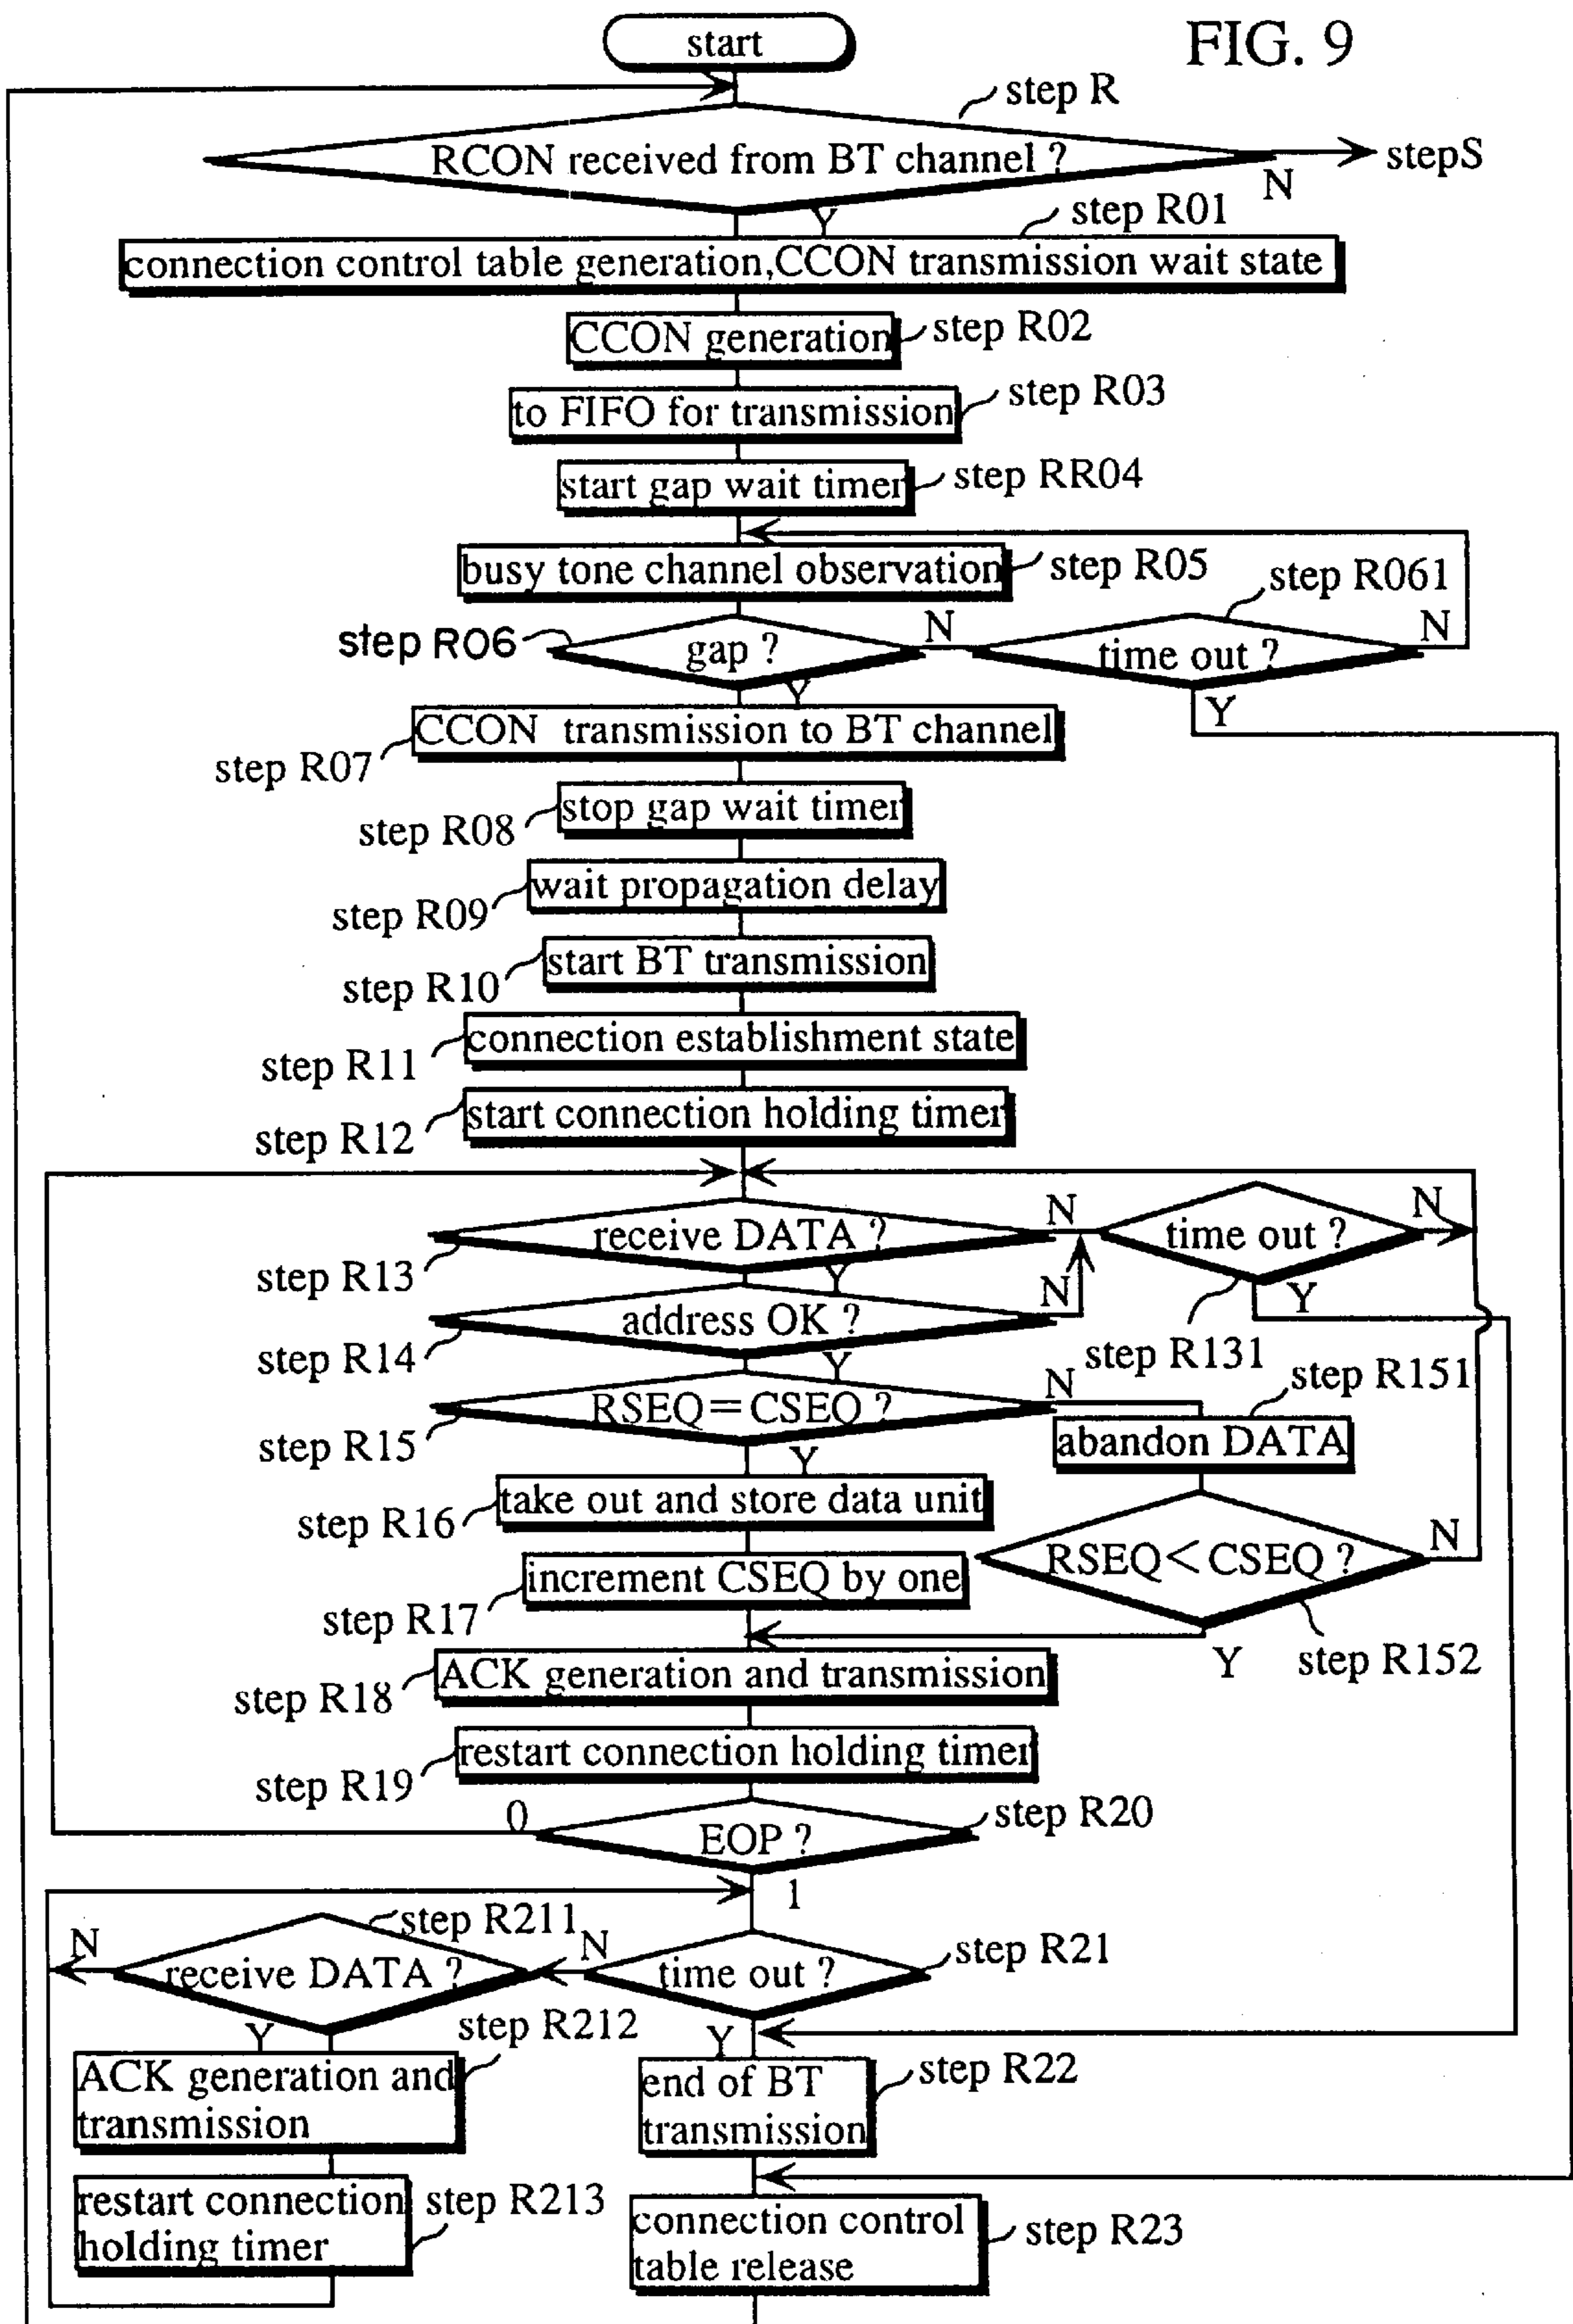 FIG. 9
start
step R
RCON received from BT channel ?
stepS
N
Y
step R01
connection control table generation,CCON transmission wait state
CCON generation
step R02
to FIFO for transmission
step R03
start gap wait timer
step RR04
busy tone channel observation
step R05
step R061
step R06
gap ?
N
time out ?
N
Y
Y
CCON transmission to BT channel
step R07
stop gap wait timer
step R08
wait propagation delay
step R09
start BT transmission
step R10
connection establishment state
step R11
start connection holding timer
step R12
receive DATA ?
N
time out ?
N
step R13
Y
Y
address OK ?
N
step R14
Y
step R131
RSEQ=CSEQ ?
N
step R151
step R15
Y
abandon DATA
take out and store data unit
step R16
RSEQ<CSEQ ?
N
increment CSEQ by one
step R17
Y
step R152
ACK generation and transmission
step R18
restart connection holding timer
step R19
0
EOP ?
step R20
1
step R211
N
receive DATA ?
N
time out ?
step R21
Y
step R212
Y
ACK generation and
transmission
end of BT
transmission
step R22
restart connection
holding timer
step R213
connection control
table release
step R23